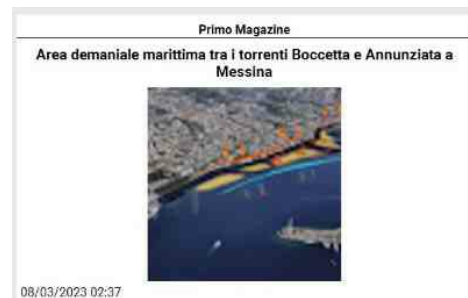 Primo Magazine
Area demaniale marittima tra i torrenti Boccetta e Annunziata a
Messina
08/03/2023 02:37